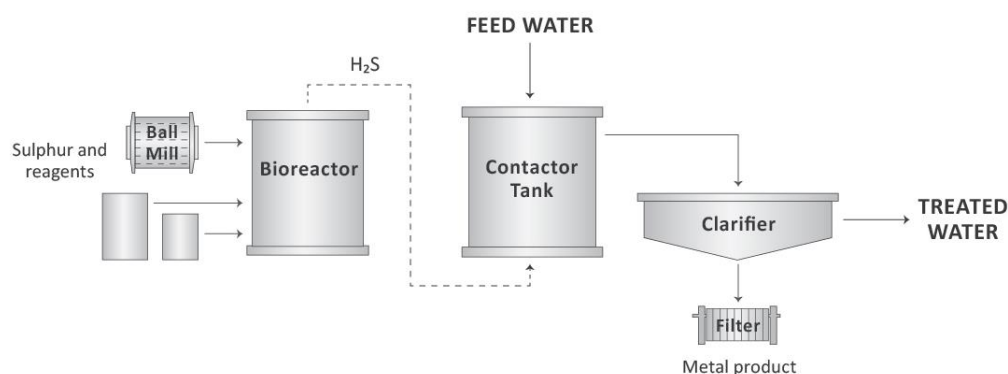 FEED WATER
H₂S
Ball
Mill
Sulphur and
reagents
Bioreactor
Contactor
Tank
Clarifier
TREATED
WATER
Filter
Metal product